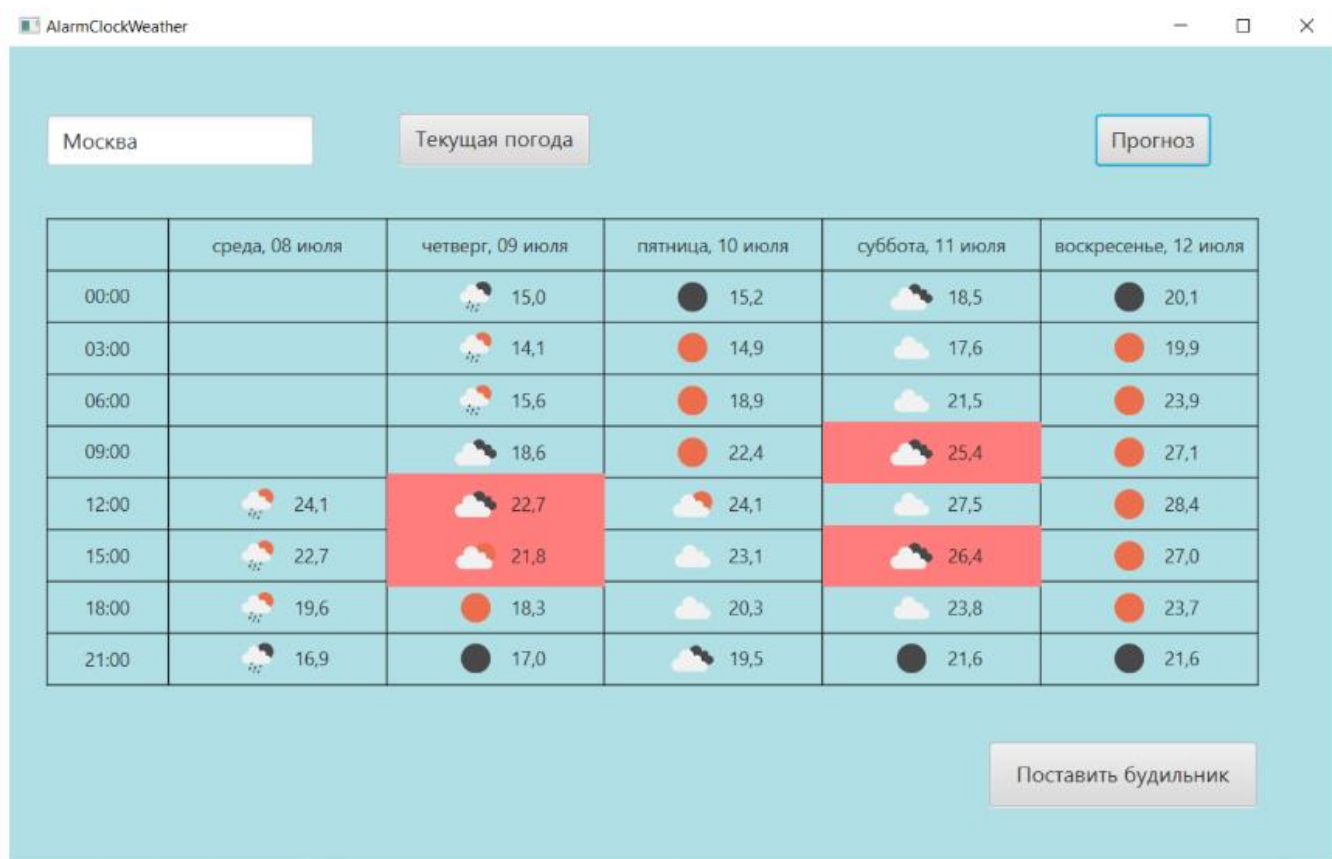 AlarmClockWeather
Москва Текущая погода Прогноз
среда, 08 июля четверг, 09 июля пятница, 10 июля суббота, 11 июля воскресенье, 12 июля
00:00 15,0 15,2 18,5 20,1
03:00 14,1 14,9 17,6 19,9
06:00 15,6 18,9 21,5 23,9
09:00 18,6 22,4 25,4 27,1
12:00 24,1 22,7 24,1 27,5 28,4
15:00 22,7 21,8 23,1 26,4 27,0
18:00 19,6 18,3 20,3 23,8 23,7
21:00 16,9 17,0 19,5 21,6 21,6
Поставить будильник